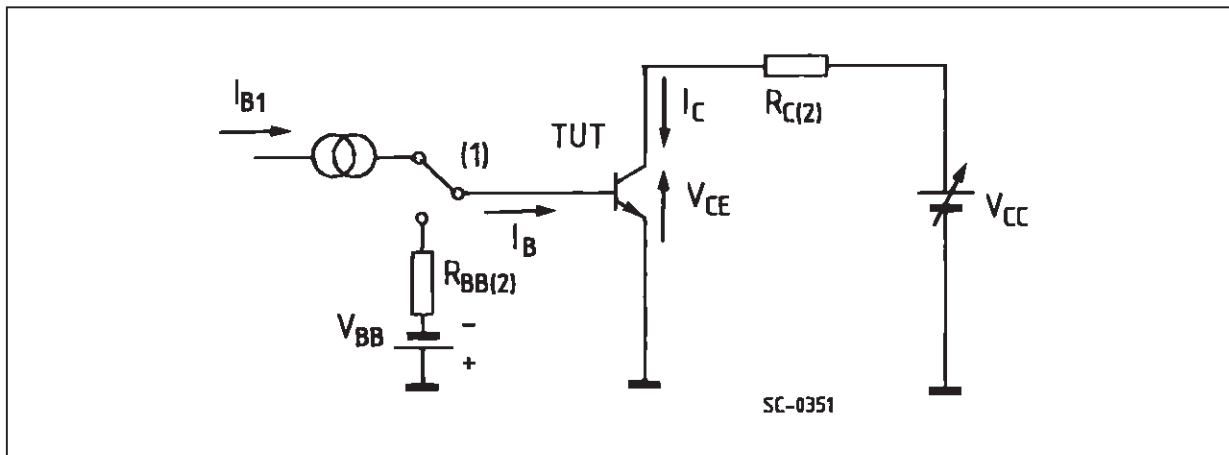 I_B1
I_C
R_C(2)
TUT
(1)
V_CE
V_CC
I_B
R_BB(2)
V_BB
−
+
SC-0351